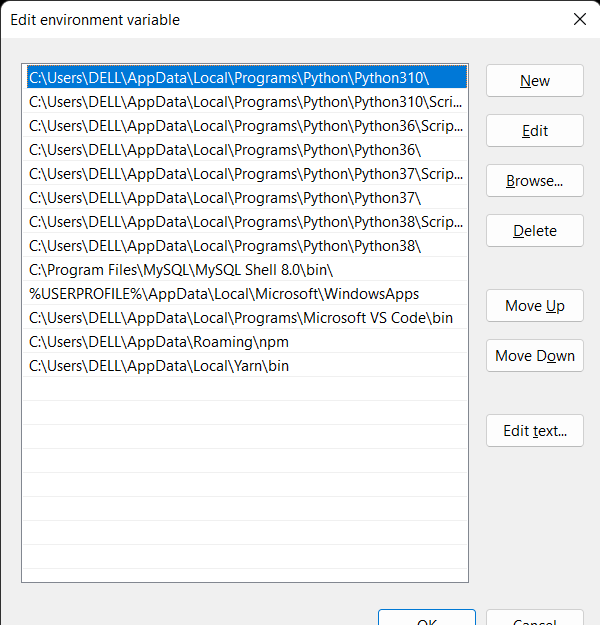 Edit environment variable
C:\Users\DELL\AppData\Local\Programs\Python\Python310\
New
C:\Users\DELL\AppData\Local\Programs\Python\Python310\Scri...
C:\Users\DELL\AppData\Local\Programs\Python\Python36\Scrip...
Edit
C:\Users\DELL\AppData\Local\Programs\Python\Python36\
C:\Users\DELL\AppData\Local\Programs\Python\Python37\Scrip...
Browse...
C:\Users\DELL\AppData\Local\Programs\Python\Python37\
C:\Users\DELL\AppData\Local\Programs\Python\Python38\Scrip...
Delete
C:\Users\DELL\AppData\Local\Programs\Python\Python38\
C:\Program Files\MySQL\MySQL Shell 8.0\bin\
%USERPROFILE%\AppData\Local\Microsoft\WindowsApps
Move Up
C:\Users\DELL\AppData\Local\Programs\Microsoft VS Code\bin
C:\Users\DELL\AppData\Roaming\npm
Move Down
C:\Users\DELL\AppData\Local\Yarn\bin
Edit text...
OK
Cancel